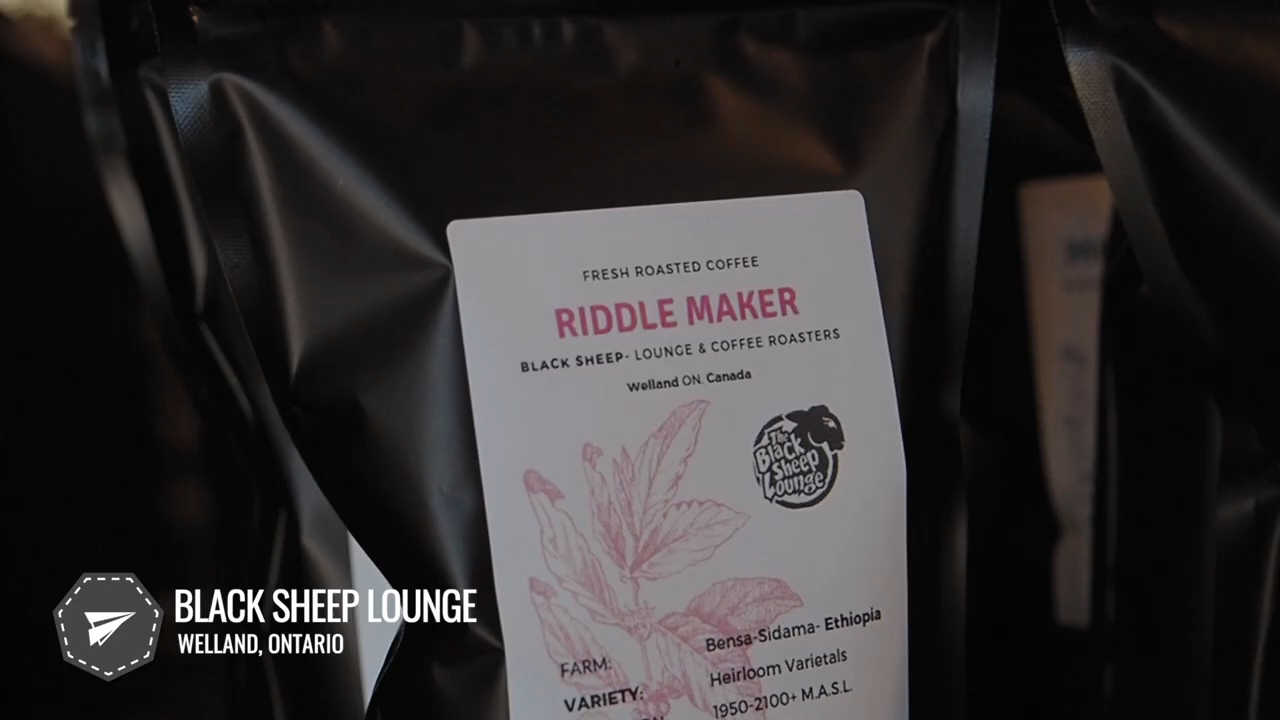 FRESH ROASTED COFFEE
RIDDLE MAKER
BLACK SHEEP- LOUNGE & COFFEE ROASTERS
Welland ON. Canada
The
Black
Sheep
Lounge
FARM: Bensa-Sidama- Ethiopia
VARIETY: Heirloom Varietals
1950-2100+ M.A.S.L.
BLACK SHEEP LOUNGE
WELLAND, ONTARIO